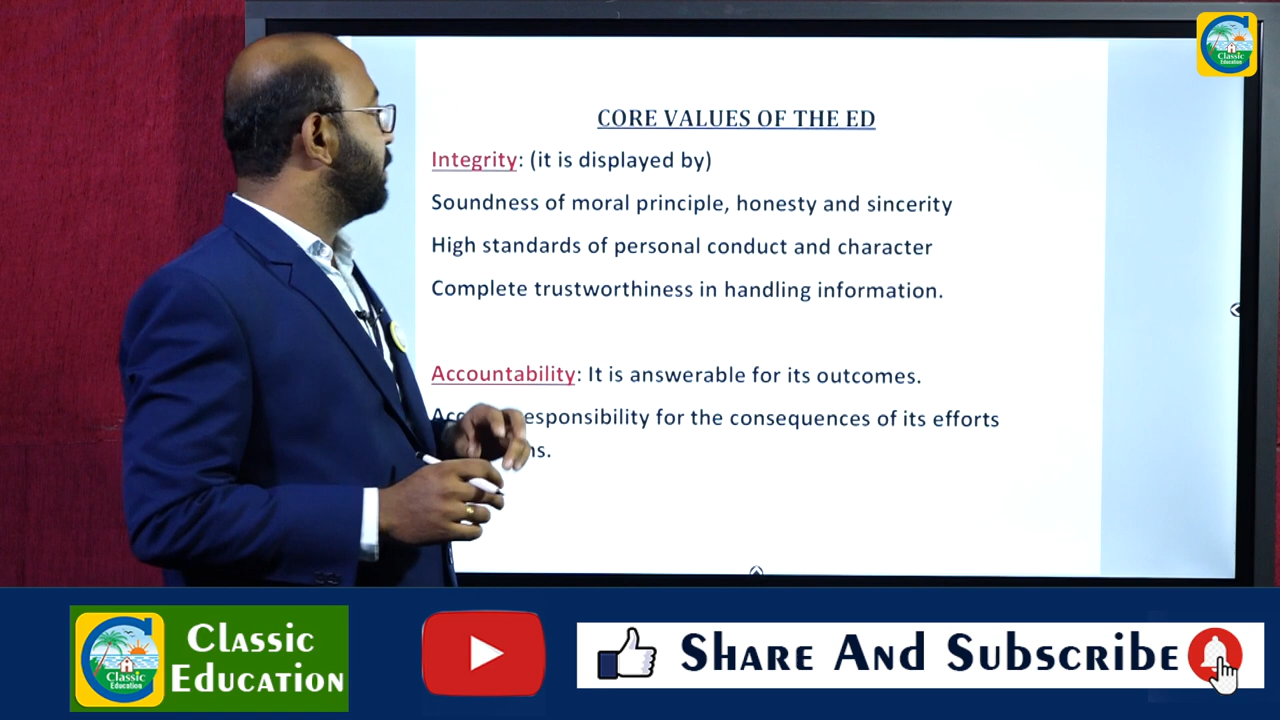 Classic
Education
CORE VALUES OF THE ED
Integrity: (it is displayed by)
Soundness of moral principle, honesty and sincerity
High standards of personal conduct and character
Complete trustworthiness in handling information.
Accountability: It is answerable for its outcomes.
for the consequences of its efforts
Classic
Education
Classic
Education
Share And Subscribe